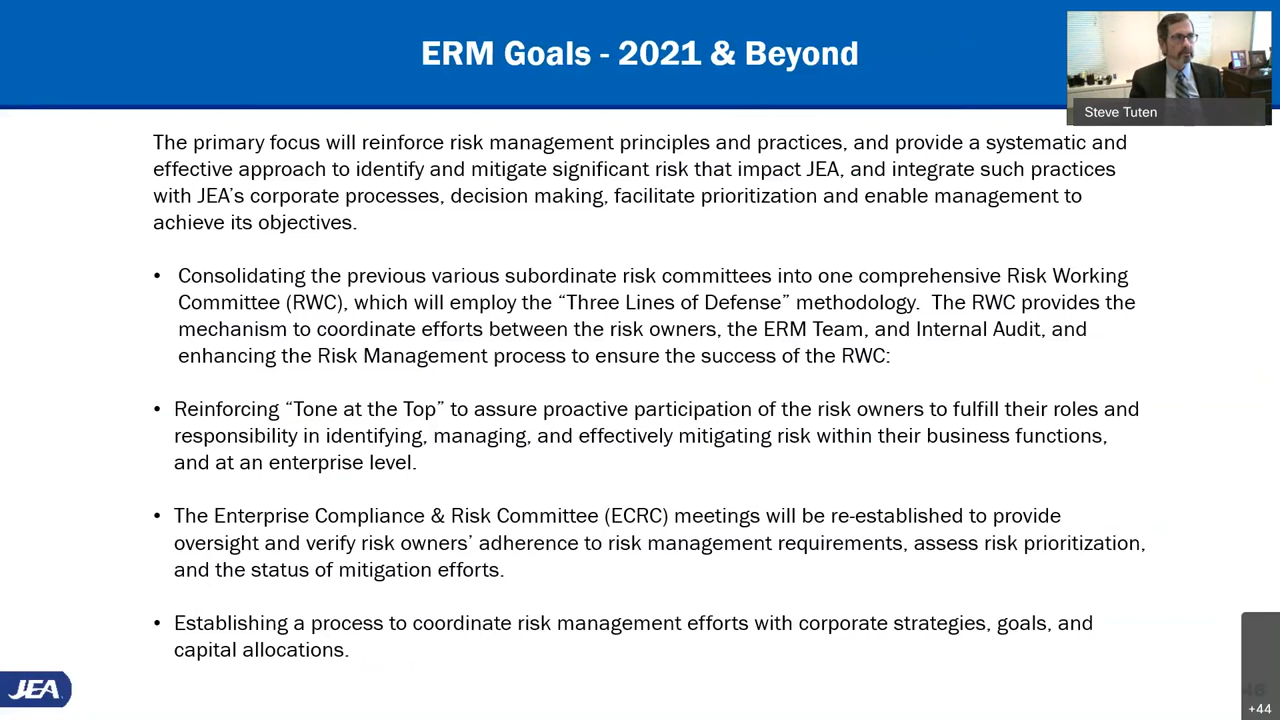 ERM Goals - 2021 & Beyond
Steve Tuten
The primary focus will reinforce risk management principles and practices, and provide a systematic and
effective approach to identify and mitigate significant risk that impact JEA, and integrate such practices
with JEA's corporate processes, decision making, facilitate prioritization and enable management to
achieve its objectives.
• Consolidating the previous various subordinate risk committees into one comprehensive Risk Working
Committee (RWC), which will employ the “Three Lines of Defense” methodology. The RWC provides the
mechanism to coordinate efforts between the risk owners, the ERM Team, and Internal Audit, and
enhancing the Risk Management process to ensure the success of the RWC:
• Reinforcing “Tone at the Top” to assure proactive participation of the risk owners to fulfill their roles and
responsibility in identifying, managing, and effectively mitigating risk within their business functions,
and at an enterprise level.
• The Enterprise Compliance & Risk Committee (ECRC) meetings will be re-established to provide
oversight and verify risk owners’ adherence to risk management requirements, assess risk prioritization,
and the status of mitigation efforts.
• Establishing a process to coordinate risk management efforts with corporate strategies, goals, and
capital allocations.
JEA
+44